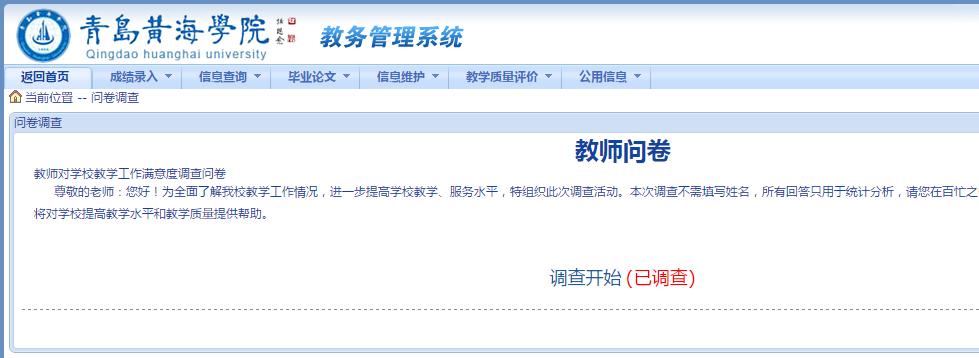 青島黄海學院
Qingdao huanghai university
教务管理系统
返回首页 成绩录入 信息查询 毕业论文 信息维护 教学质量评价 公用信息
当前位置 -- 问卷调查
问卷调查
教师问卷
教师对学校教学工作满意度调查问卷
尊敬的老师：您好！为全面了解我校教学工作情况，进一步提高学校教学、服务水平，特组织此次调查活动。本次调查不需填写姓名，所有回答只用于统计分析，请您在百忙之
将对学校提高教学水平和教学质量提供帮助。
调查开始 (已调查)